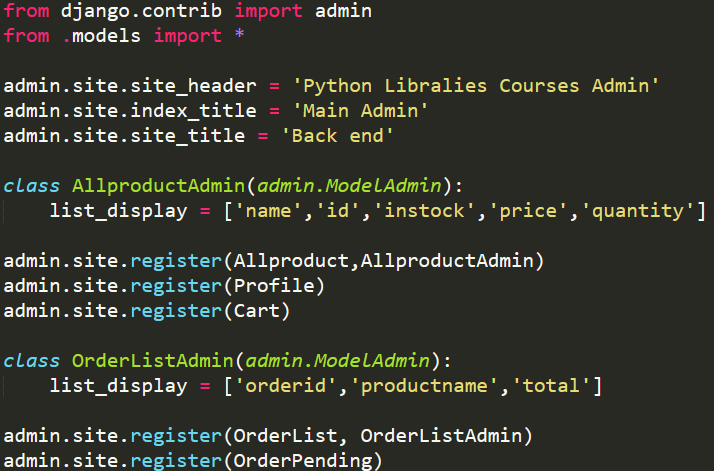 from django.contrib import admin
from .models import *
admin.site.site_header = 'Python Libralies Courses Admin'
admin.site.index_title = 'Main Admin'
admin.site.site_title = 'Back end'
class AllproductAdmin(admin.ModelAdmin):
    list_display = ['name','id','instock','price','quantity']
admin.site.register(Allproduct,AllproductAdmin)
admin.site.register(Profile)
admin.site.register(Cart)
class OrderListAdmin(admin.ModelAdmin):
    list_display = ['orderid','productname','total']
admin.site.register(OrderList, OrderListAdmin)
admin.site.register(OrderPending)